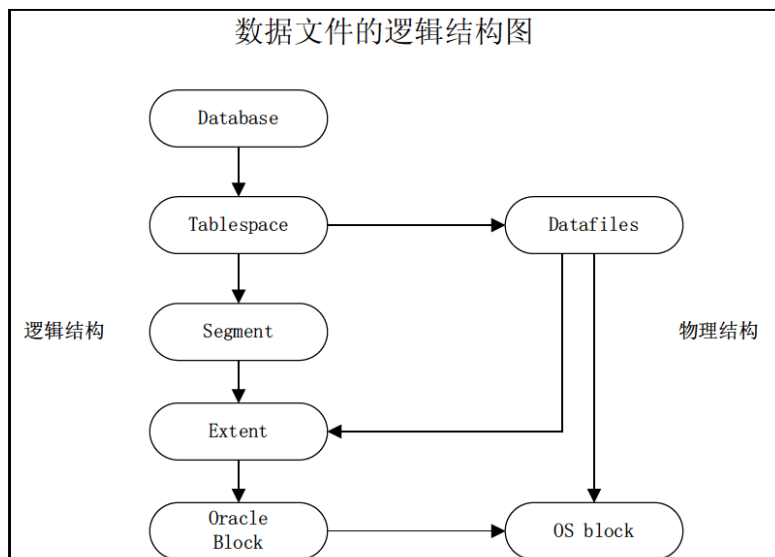 数据文件的逻辑结构图
Database
Tablespace
Datafiles
Segment
逻辑结构
物理结构
Extent
Oracle
Block
OS block